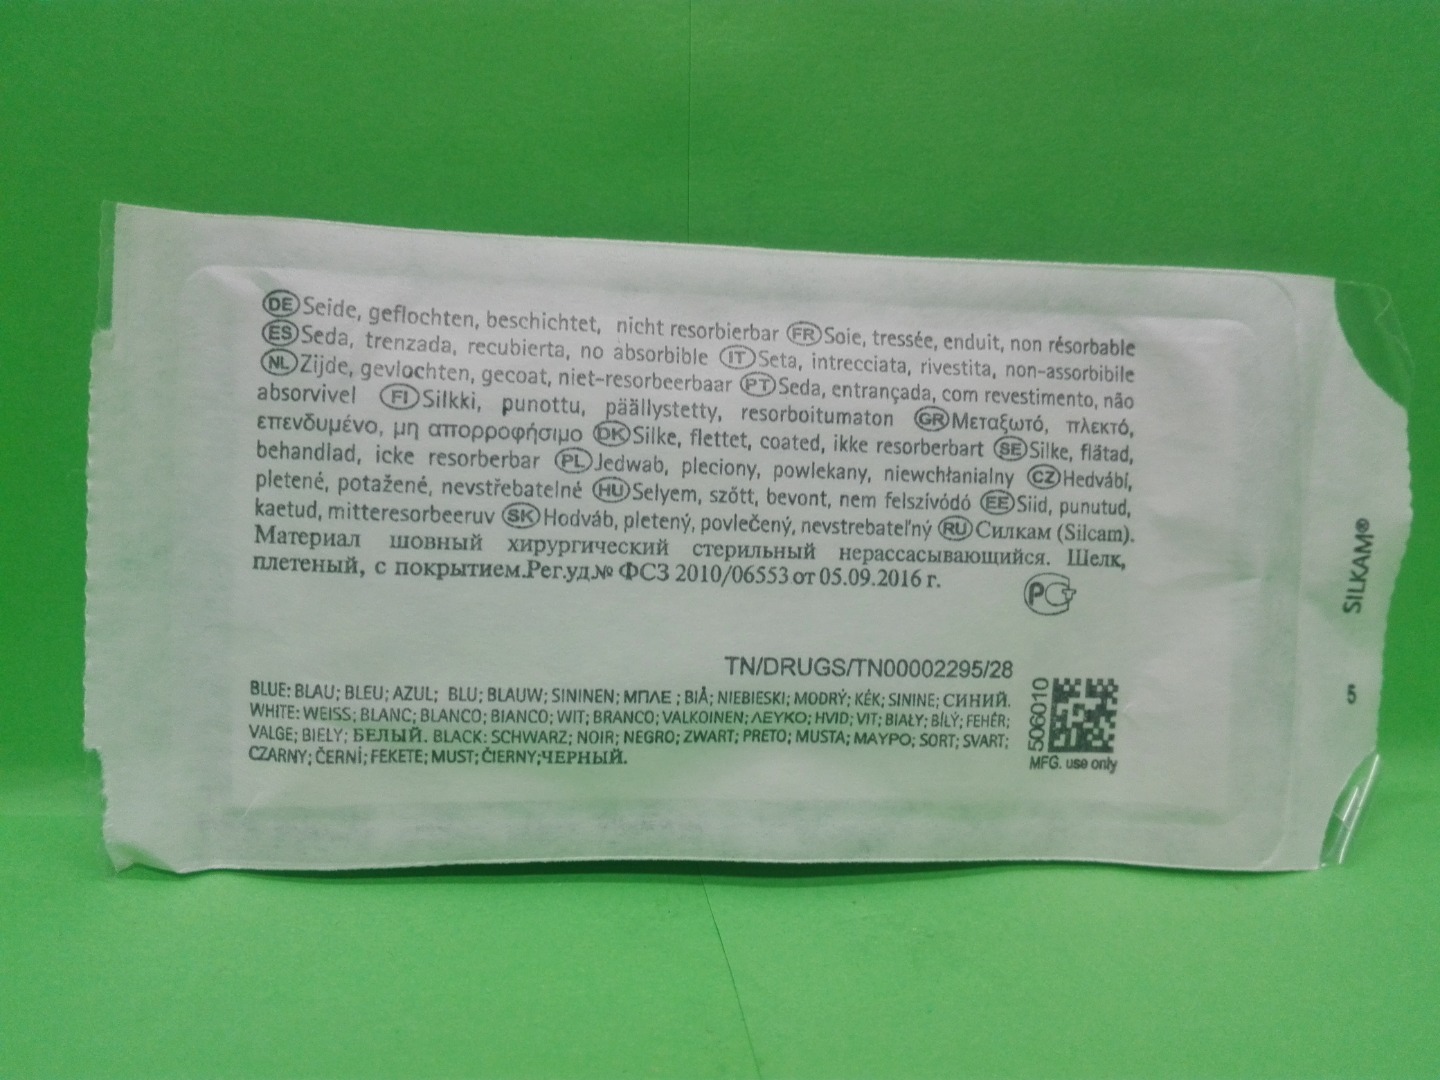 DE Seide, geflochten, beschichtet, nicht resorbierbar FR Soie, tressée, enduit, non résorbable
ES Seda, trenzada, recubierta, no absorbible IT Seta, intrecciata, rivestita, non-assorbibile
NL Zijde, gevlochten, gecoat, niet-resorbeerbaar PT Seda, entrançada, com revestimento, não
absorvivel FI Silkki, punottu, päällystetty, resorboitumaton GR Μεταξωτό, πλεκτό,
επενδυμένο, μη απορροφήσιμο DK Silke, flettet, coated, ikke resorberbart SE Silke, flätad,
behandlad, icke resorberbar PL Jedwab, pleciony, powlekany, niewchłanialny CZ Hedvábí,
pletené, potažené, nevstřebatelné HU Selyem, szőtt, bevont, nem felszívódó EE Siid, punutud,
kaetud, mitteresorbeeruv SK Hodváb, pletený, povlečený, nevstrebateľný RU Силкам (Silcam).
Материал шовный хирургический стерильный нерассасывающийся. Шелк,
плетеный, с покрытием.Рег.уд.№ ФСЗ 2010/06553 от 05.09.2016 г.
TN/DRUGS/TN00002295/28
BLUE: BLAU; BLEU; AZUL; BLU; BLAUW; SININEN; ΜΠΛΕ ; BIÅ; NIEBIESKI; MODRÝ; KÉK; SININE; СИНИЙ.
WHITE: WEISS; BLANC; BLANCO; BIANCO; WIT; BRANCO; VALKOINEN; ΛΕΥΚΟ; HVID; VIT; BIAŁY; BÍLÝ; FEHÉR;
VALGE; BIELY; БЕЛЫЙ. BLACK: SCHWARZ; NOIR; NEGRO; ZWART; PRETO; MUSTA; ΜΑΥΡΟ; SORT; SVART;
CZARNY; ČERNÍ; FEKETE; MUST; ČIERNY;ЧЕРНЫЙ.
506010
MFG. use only
SILKAM®
5